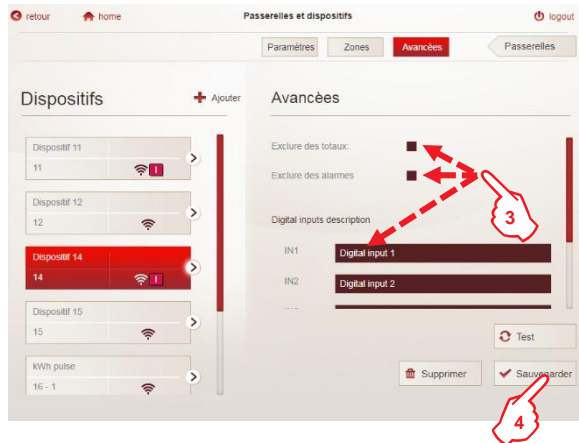 retour home Passerelles et dispositifs logout
Paramètres Zones Avancèes Passerelles
Dispositifs Ajouter
Dispositif 11
11 I
Dispositif 12
12
Dispositif 14
14 I
Dispositif 15
15
kWh pulse
16 - 1
Avancèes
Exclure des totaux:
Exclure des alarmes
3
Digital inputs description
IN1 Digital input 1
IN2 Digital input 2
Test
Supprimer Sauvegarder
4